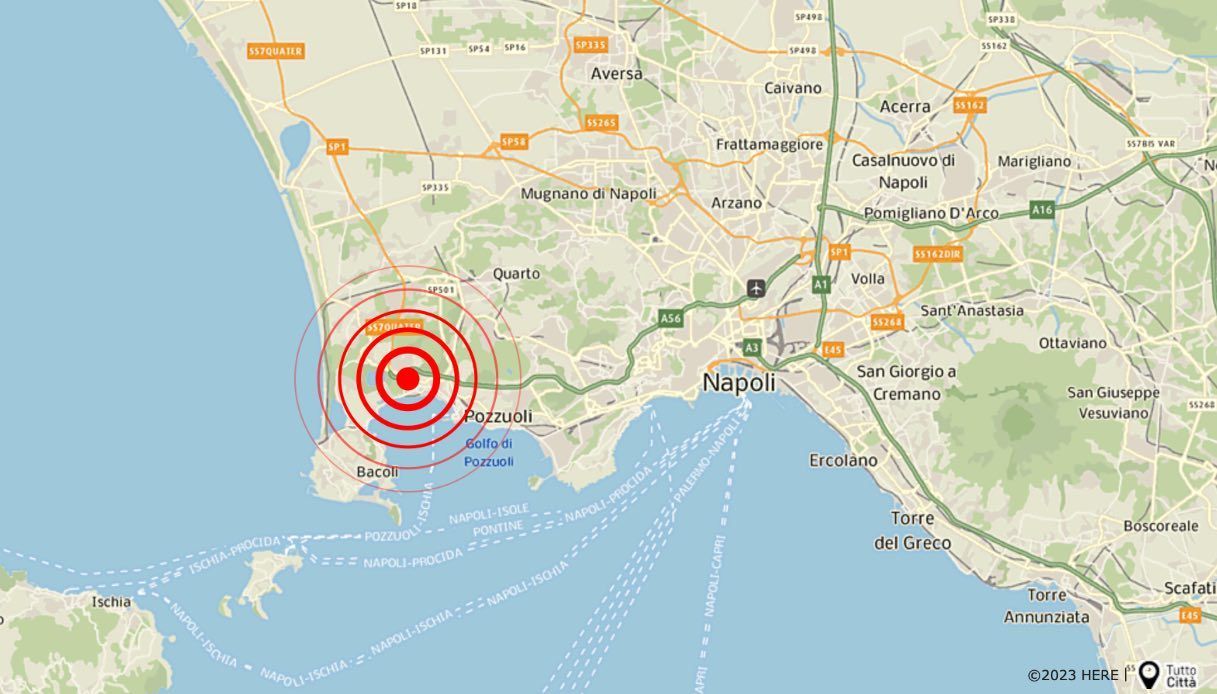 SP18
SP498
SP338
SS7QUATER
SP131
SP54
SP16
SP335
SP498
SS162
Aversa
Caivano
Acerra
SS162
SS265
SP1
SP58
Frattamaggiore
SS7BIS VAR
Casalnuovo di
Napoli
Marigliano
SP335
Mugnano di Napoli
Arzano
Pomigliano D'Arco
A16
SP1
SS162DIR
Quarto
Volla
SP501
A1
A56
Sant'Anastasia
SS268
SS7QUATER
A3
E45
Ottaviano
Napoli
San Giorgio a
Cremano
San Giuseppe
Vesuviano
SS268
Pozzuoli
Golfo di
Pozzuoli
Bacoli
Ercolano
PALERMO-NAPOLI
NAPOLI-PROCIDA
NAPOLI-ISOLE
PONTINE
POZZUOLI-ISCHIA
ISCHIA-PROCIDA
NAPOLI-PROCIDA
Torre
del Greco
Boscoreale
NAPOLI-ISCHIA
NAPOLI-CAPRI
Ischia
Torre
Annunziata
Scafati
E45
NAPOLI-ISCHIA
NAPOLI-ISCHIA
NAPOLI-ISCHIA
APRI =
©2023 HERE |
Tutto
Città